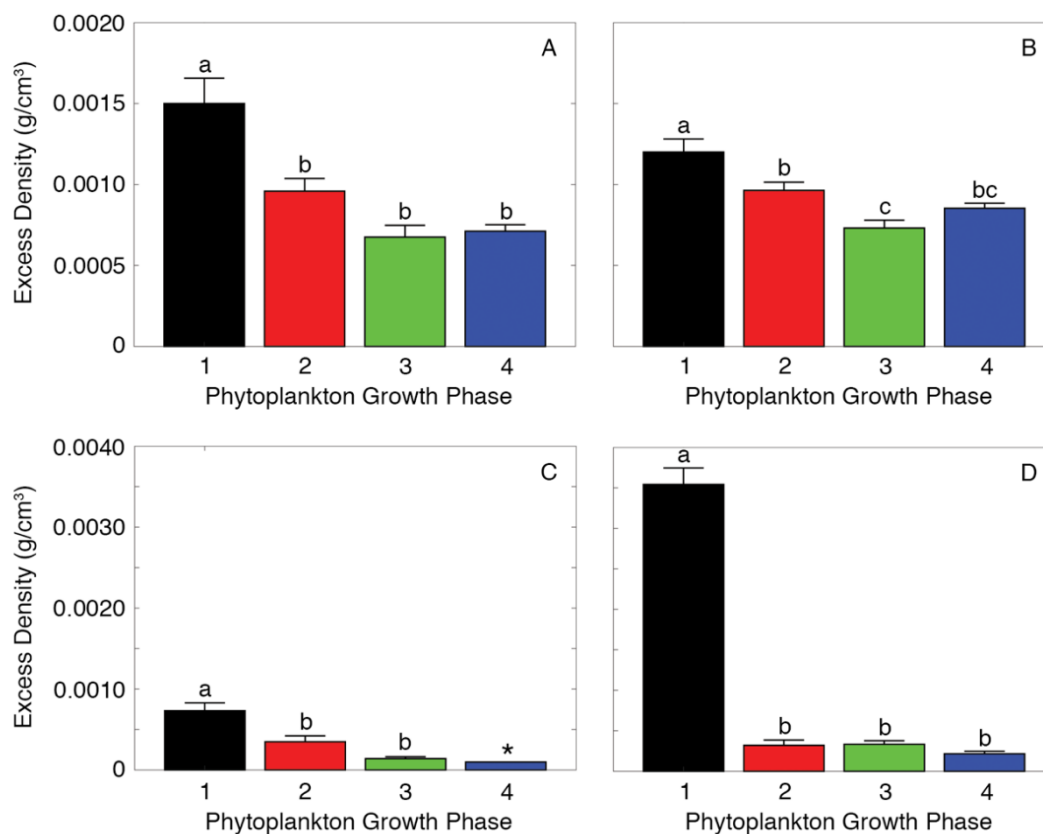 0.0020
0.0015
0.0010
0.0005
0
Excess Density (g/cm³)
A
a
b
b
b
1 2 3 4
Phytoplankton Growth Phase
B
a
b
c
bc
1 2 3 4
Phytoplankton Growth Phase
0.0040
0.0030
0.0020
0.0010
0
Excess Density (g/cm³)
C
a
b
b
*
1 2 3 4
Phytoplankton Growth Phase
D
a
b
b
b
1 2 3 4
Phytoplankton Growth Phase